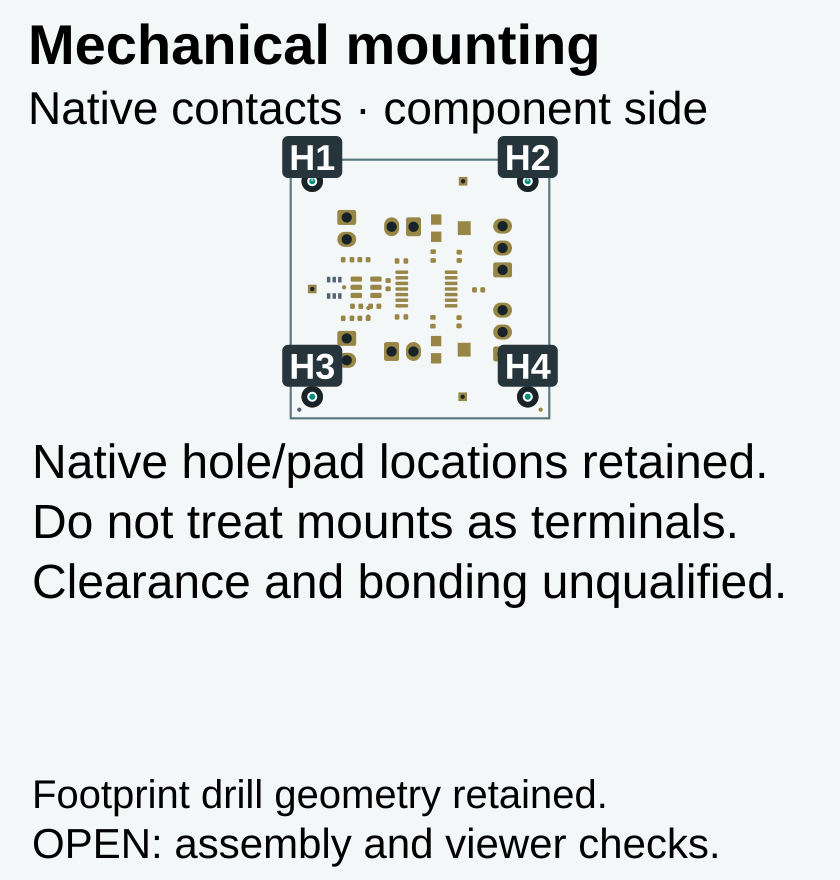 Mechanical mounting
Native contacts · component side
H1 H2
H3 H4
Native hole/pad locations retained.
Do not treat mounts as terminals.
Clearance and bonding unqualified.
Footprint drill geometry retained.
OPEN: assembly and viewer checks.